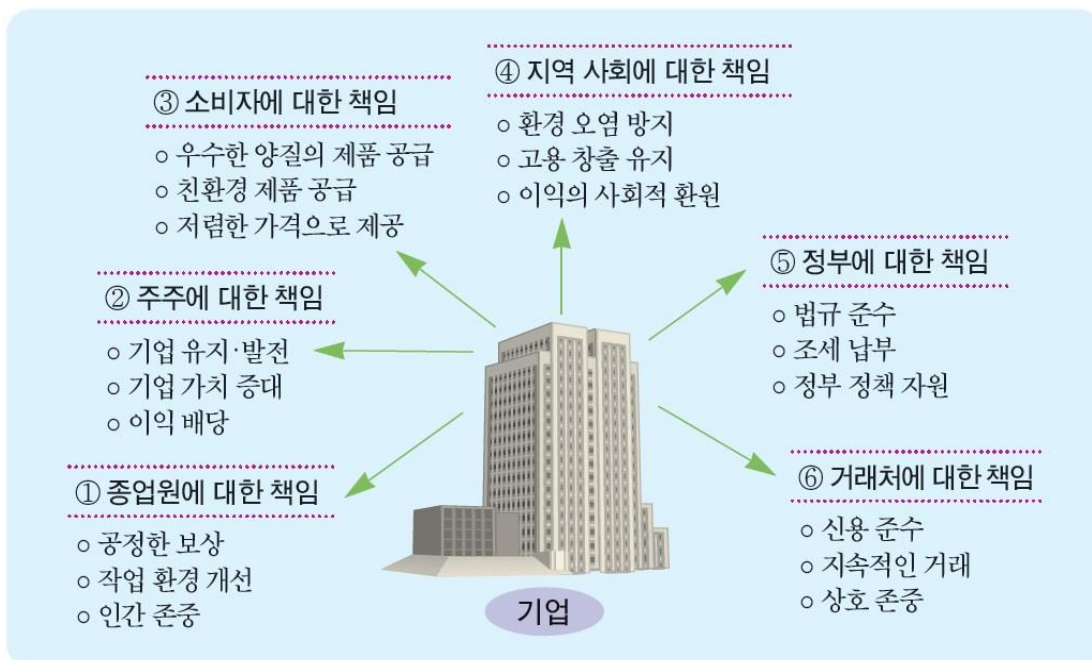 ④ 지역 사회에 대한 책임
○ 환경 오염 방지
○ 고용 창출 유지
○ 이익의 사회적 환원
③ 소비자에 대한 책임
○ 우수한 양질의 제품 공급
○ 친환경 제품 공급
○ 저렴한 가격으로 제공
⑤ 정부에 대한 책임
○ 법규 준수
○ 조세 납부
○ 정부 정책 자원
② 주주에 대한 책임
○ 기업 유지·발전
○ 기업 가치 증대
○ 이익 배당
⑥ 거래처에 대한 책임
○ 신용 준수
○ 지속적인 거래
○ 상호 존중
① 종업원에 대한 책임
○ 공정한 보상
○ 작업 환경 개선
○ 인간 존중
기업